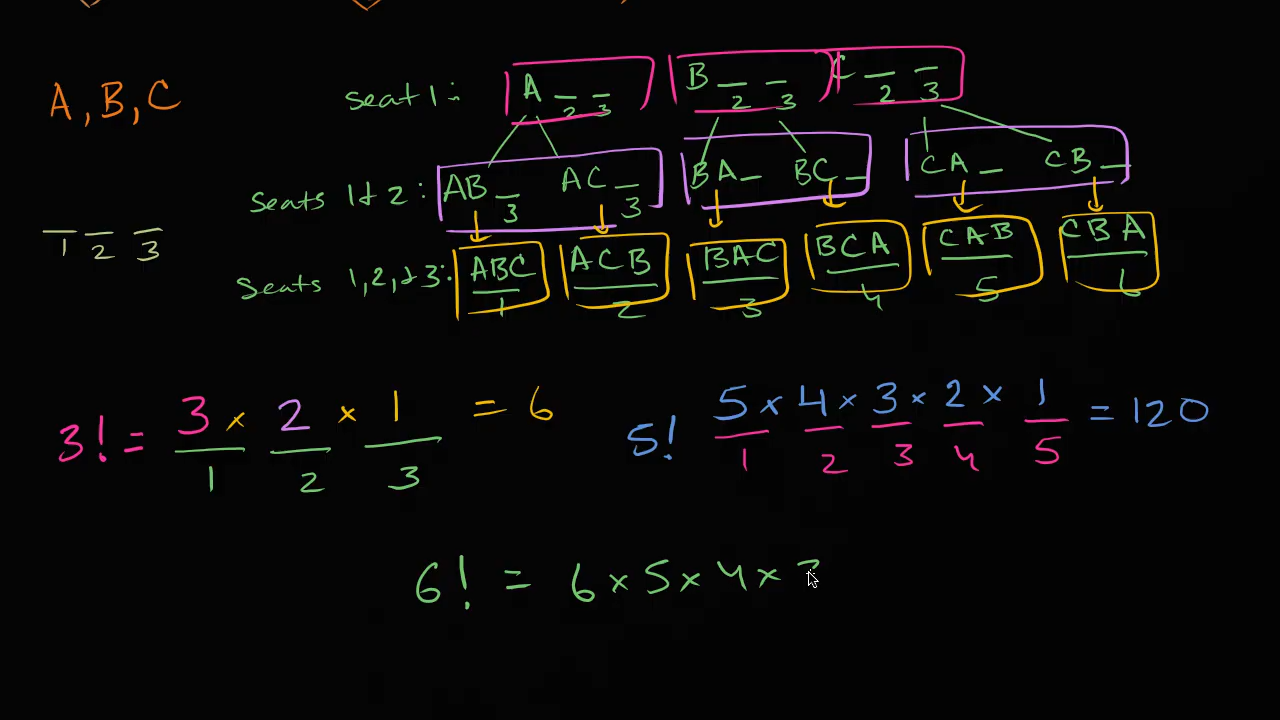 A, B, C
seat 1: A _ _ B _ _ C _ _
2 3 2 3 2 3
seats 1 & 2: AB _ AC _ BA _ BC _ CA _ CB _
3 3
_ _ _
1 2 3
seats 1, 2, & 3: ABC ACB BAC BCA CAB CBA
1 2 3 4 5 6
3! = 3 × 2 × 1 = 6
1 2 3
5! 5 × 4 × 3 × 2 × 1 = 120
1 2 3 4 5
6! = 6 × 5 × 4 ×